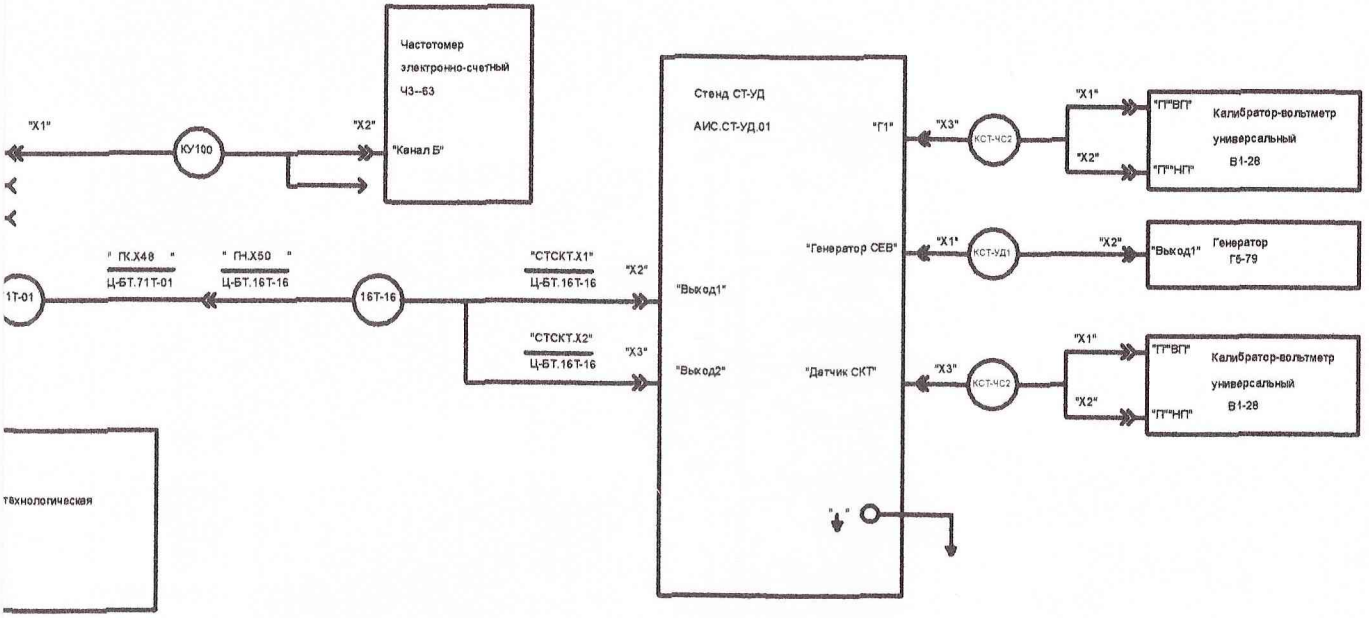 Частотомер
электронно-счетный
ЧЗ--63
"X1"
КУ100
"X2"
"Канал Б"
" ПК.X48 "
Ц-БТ.71Т-01
" ПН.X50 "
Ц-БТ.16Т-16
1Т-01
16Т-16
"СТСКТ.X1"
Ц-БТ.16Т-16
"X2"
"СТСКТ.X2"
Ц-БТ.16Т-16
"X3"
технологическая
Стенд СТ-УД
АИС.СТ-УД.01
"Выход1"
"Выход2"
"Г1"
"Генератор СЕВ"
"Датчик СКТ"
" "
"X3"
КСТ-ЧС2
"X1"
"X2"
"П"ВП"
"П"НП"
Калибратор-вольтметр
универсальный
В1-28
"X1"
КСТ-УД1
"X2"
"Выход1"
Генератор
Г6-79
"X3"
КСТ-ЧС2
"X1"
"X2"
"П"ВП"
"П"НП"
Калибратор-вольтметр
универсальный
В1-28